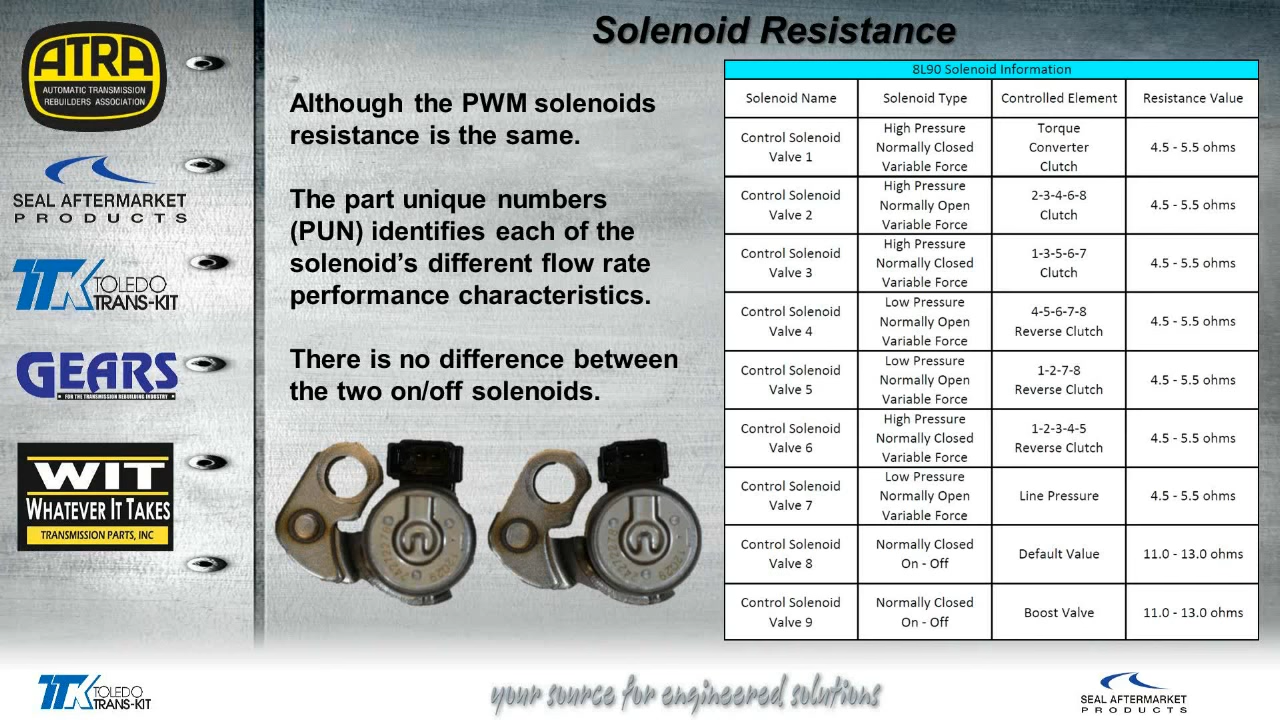 Solenoid Resistance
ATRA
AUTOMATIC TRANSMISSION
REBUILDERS ASSOCIATION
SEAL AFTERMARKET
PRODUCTS
TTK TOLEDO
TRANS-KIT
GEARS
FOR THE TRANSMISSION REBUILDING INDUSTRY
WIT
WHATEVER IT TAKES
TRANSMISSION PARTS, INC
Although the PWM solenoids
resistance is the same.
The part unique numbers
(PUN) identifies each of the
solenoid's different flow rate
performance characteristics.
There is no difference between
the two on/off solenoids.
8L90 Solenoid Information
Solenoid Name Solenoid Type Controlled Element Resistance Value
Control Solenoid
Valve 1
High Pressure
Normally Closed
Variable Force
Torque
Converter
Clutch
4.5 - 5.5 ohms
Control Solenoid
Valve 2
High Pressure
Normally Open
Variable Force
2-3-4-6-8
Clutch
4.5 - 5.5 ohms
Control Solenoid
Valve 3
High Pressure
Normally Closed
Variable Force
1-3-5-6-7
Clutch
4.5 - 5.5 ohms
Control Solenoid
Valve 4
Low Pressure
Normally Open
Variable Force
4-5-6-7-8
Reverse Clutch
4.5 - 5.5 ohms
Control Solenoid
Valve 5
Low Pressure
Normally Open
Variable Force
1-2-7-8
Reverse Clutch
4.5 - 5.5 ohms
Control Solenoid
Valve 6
High Pressure
Normally Closed
Variable Force
1-2-3-4-5
Reverse Clutch
4.5 - 5.5 ohms
Control Solenoid
Valve 7
Low Pressure
Normally Open
Variable Force
Line Pressure
4.5 - 5.5 ohms
Control Solenoid
Valve 8
Normally Closed
On - Off
Default Value
11.0 - 13.0 ohms
Control Solenoid
Valve 9
Normally Closed
On - Off
Boost Valve
11.0 - 13.0 ohms
TTK TOLEDO
TRANS-KIT
your source for engineered solutions
SEAL AFTERMARKET
PRODUCTS